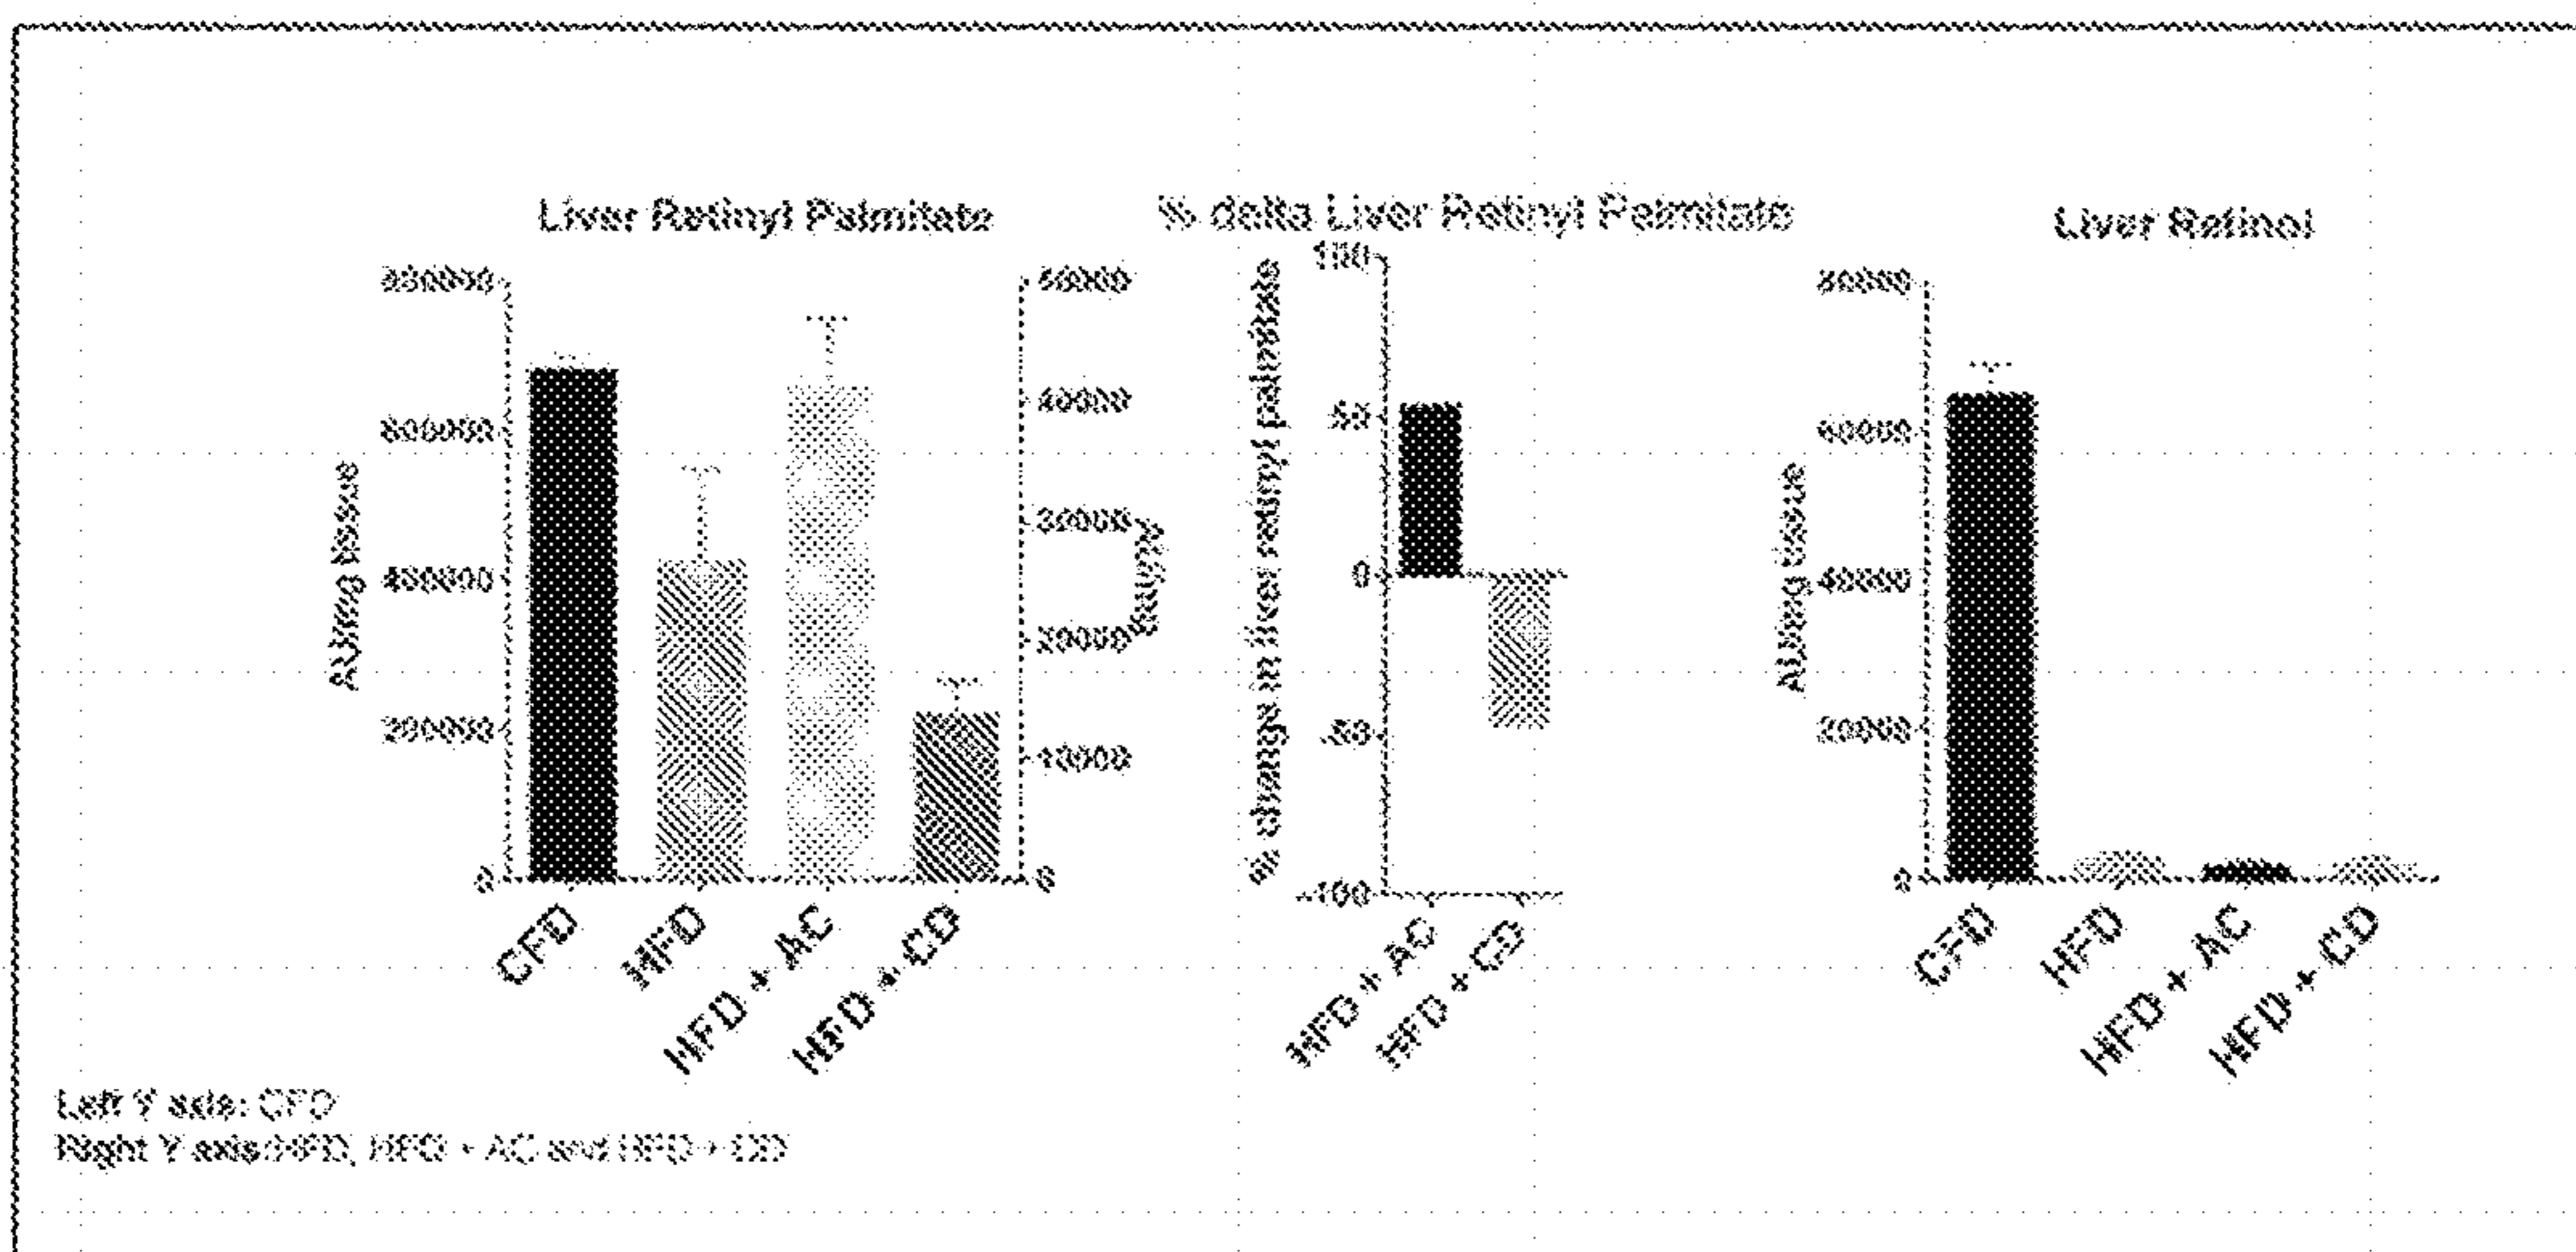 Liver Retinyl Palmitate
800000
600000
400000
200000
0
AU/mg tissue
50000
40000
30000
20000
10000
0
AU/mg
CFD
HFD
HFD + AC
HFD + CD
% delta Liver Retinyl Palmitate
% change in liver retinyl palmitate
100
50
0
-50
-100
HFD + AC
HFD + CD
Liver Retinol
AU/mg tissue
80000
60000
40000
20000
0
CFD
HFD
HFD + AC
HFD + CD
Left Y axis: CFD
Right Y axis:HFD, HFD + AC and HFD + CD